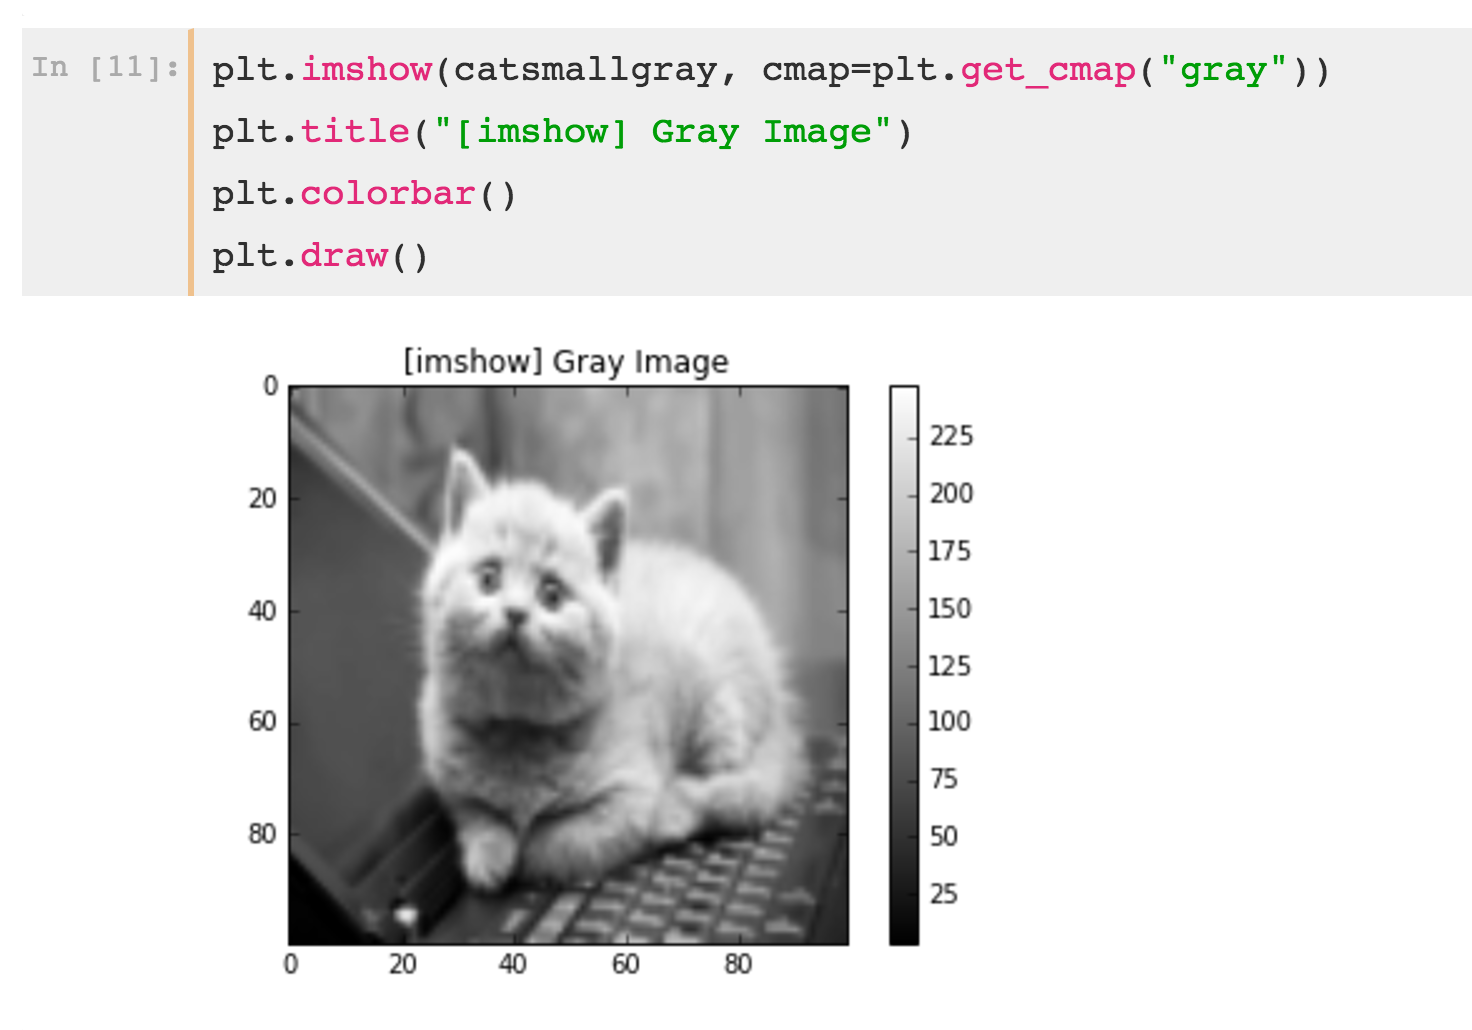 In [11]: plt.imshow(catsmallgray, cmap=plt.get_cmap("gray"))
plt.title("[imshow] Gray Image")
plt.colorbar()
plt.draw()
[imshow] Gray Image
0
20
40
60
80
0 20 40 60 80
225
200
175
150
125
100
75
50
25